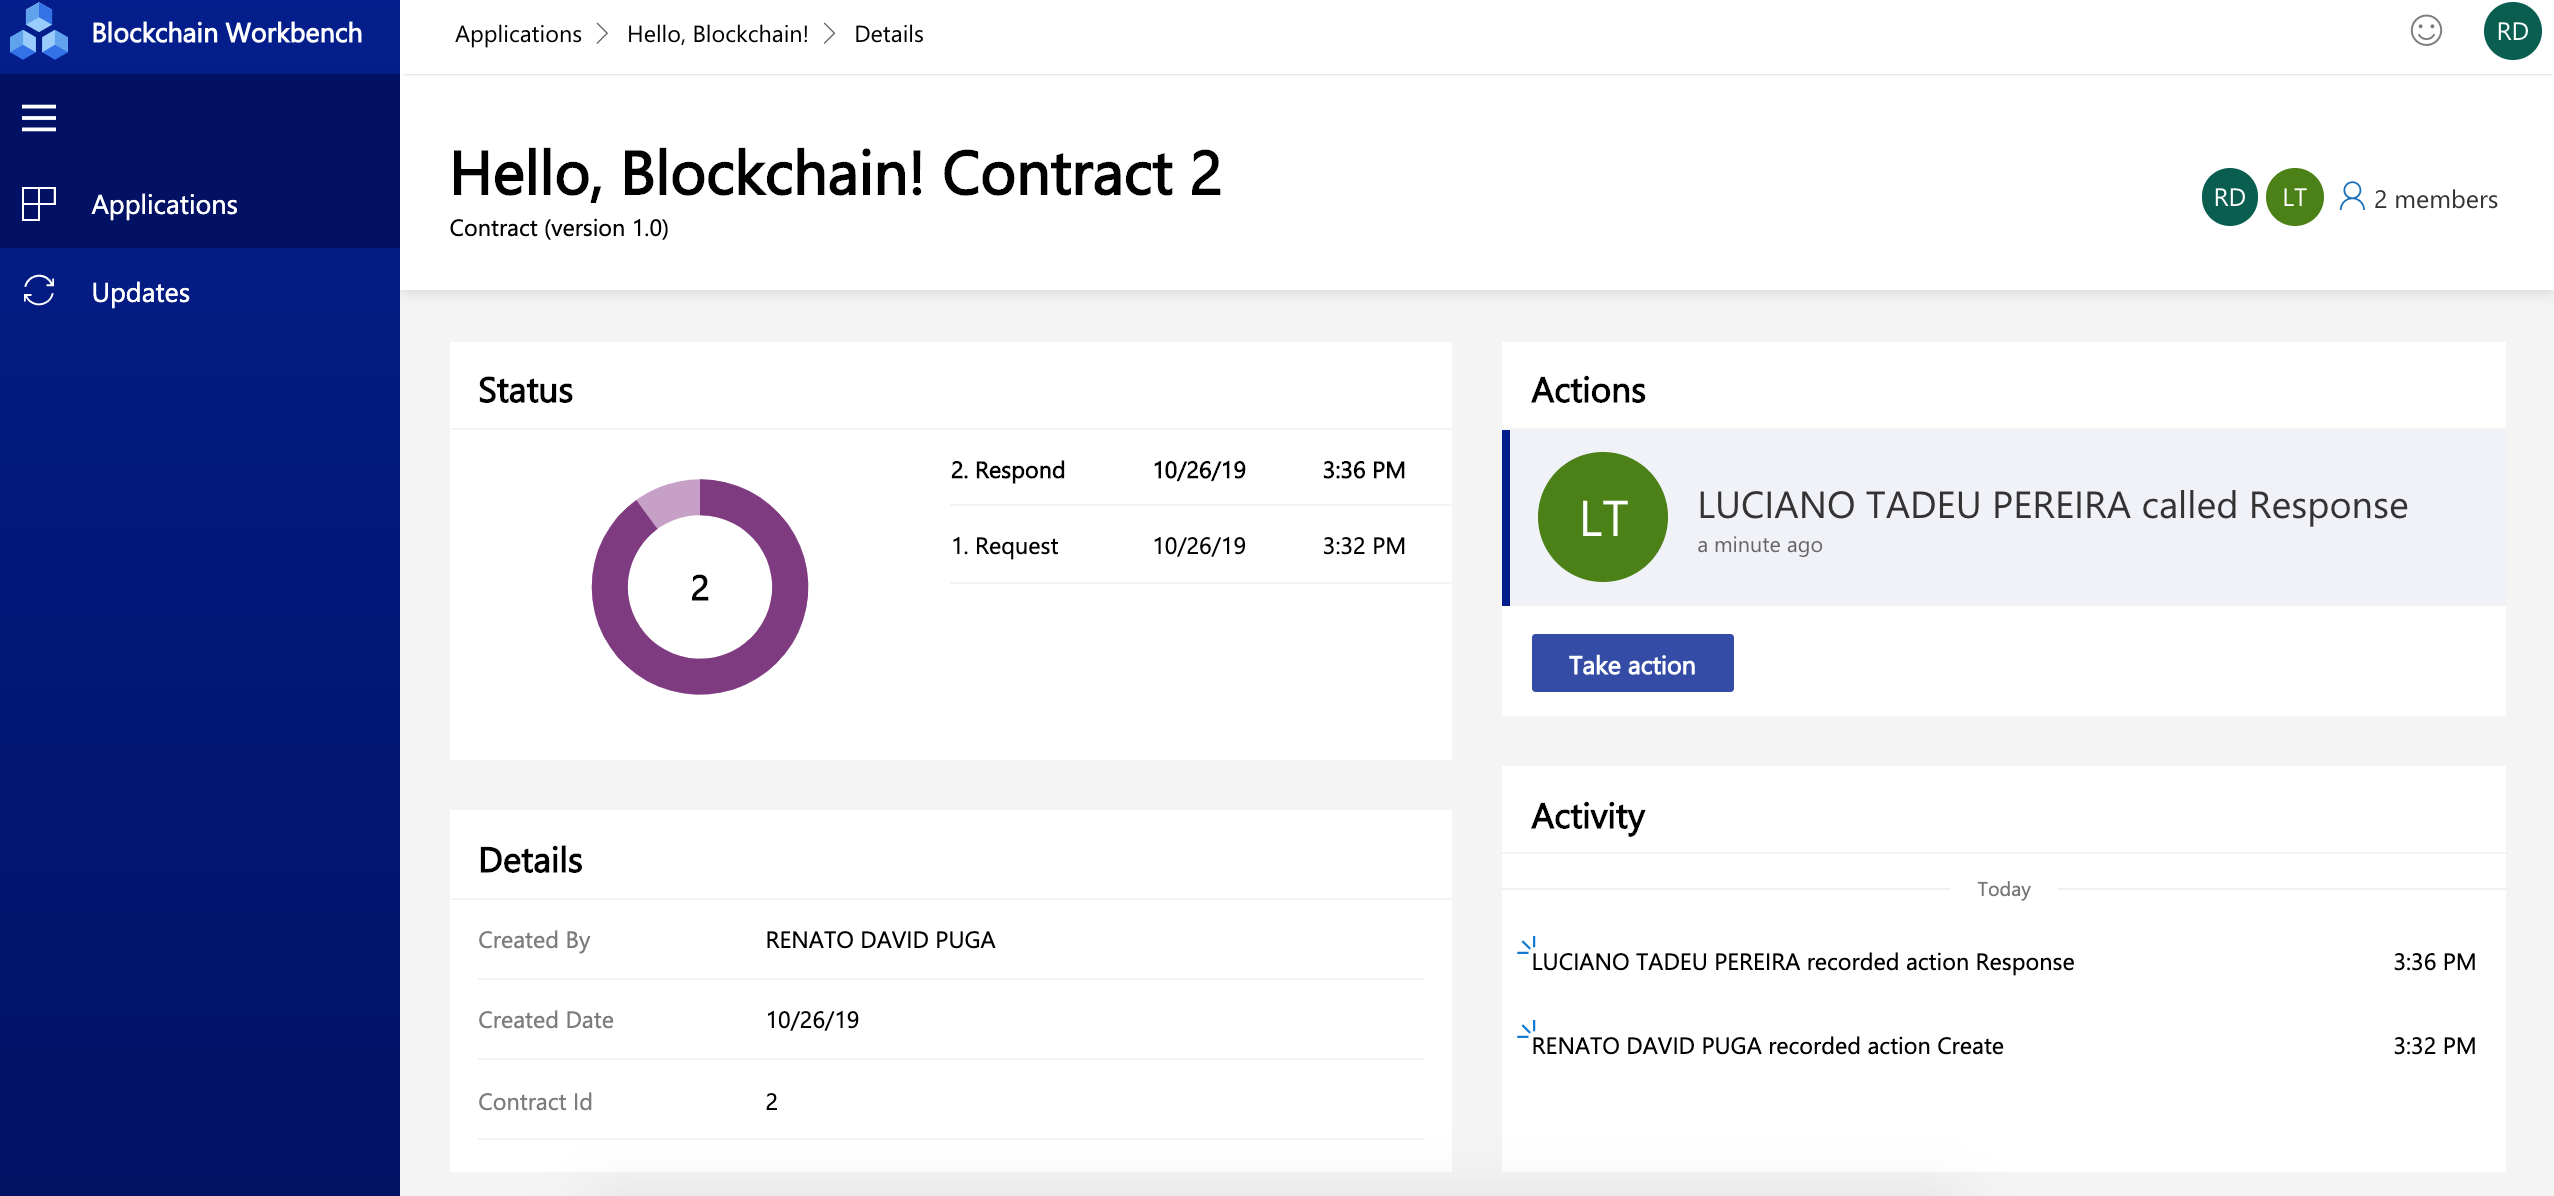 Blockchain Workbench
Applications
Updates
Applications > Hello, Blockchain! > Details
RD
Hello, Blockchain! Contract 2
Contract (version 1.0)
RD LT 2 members
Status
2
2. Respond 10/26/19 3:36 PM
1. Request 10/26/19 3:32 PM
Details
Created By RENATO DAVID PUGA
Created Date 10/26/19
Contract Id 2
Actions
LT
LUCIANO TADEU PEREIRA called Response
a minute ago
Take action
Activity
Today
LUCIANO TADEU PEREIRA recorded action Response 3:36 PM
RENATO DAVID PUGA recorded action Create 3:32 PM